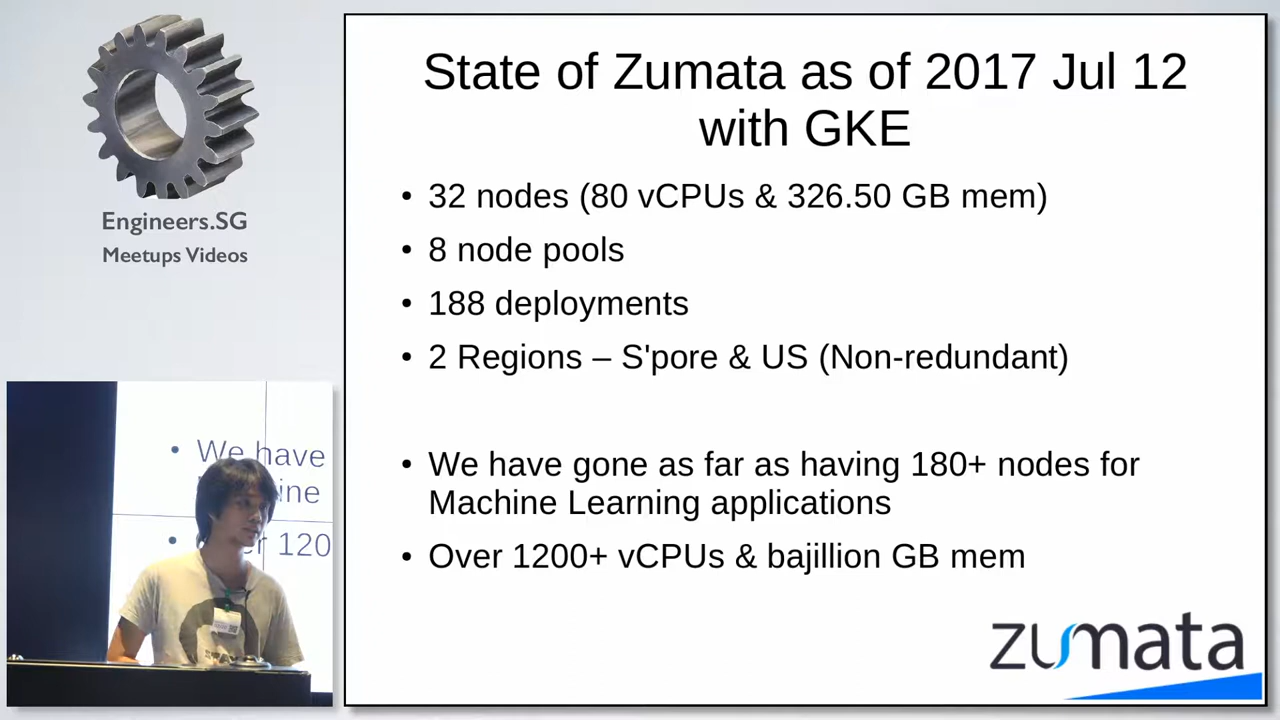 Engineers.SG
Meetups Videos
State of Zumata as of 2017 Jul 12
with GKE
• 32 nodes (80 vCPUs & 326.50 GB mem)
• 8 node pools
• 188 deployments
• 2 Regions – S'pore & US (Non-redundant)
• We have gone as far as having 180+ nodes for
Machine Learning applications
• Over 1200+ vCPUs & bajillion GB mem
zumata
• We have
ine
• 120